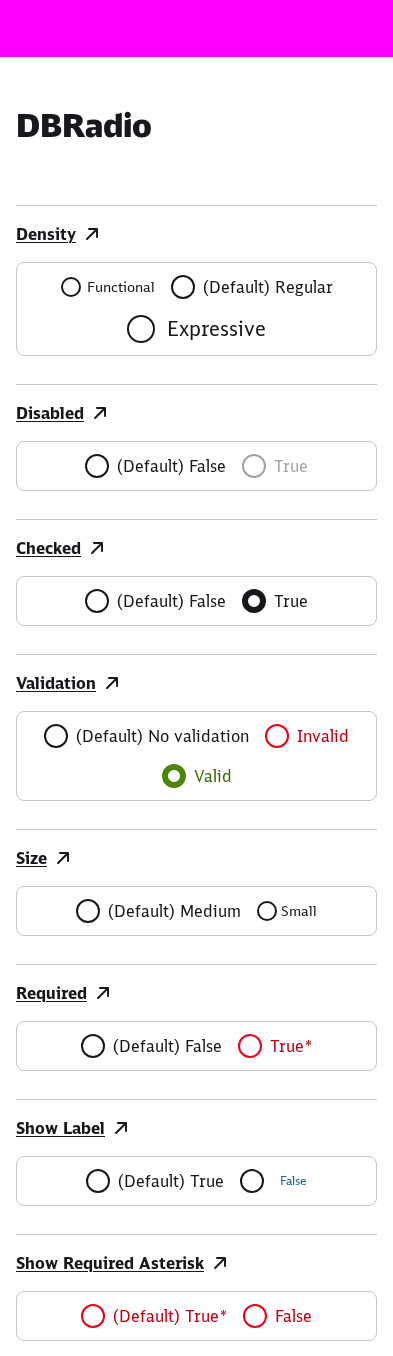 DBRadio
Density
Functional (Default) Regular
Expressive
Disabled
(Default) False True
Checked
(Default) False True
Validation
(Default) No validation Invalid
Valid
Size
(Default) Medium Small
Required
(Default) False True*
Show Label
(Default) True False
Show Required Asterisk
(Default) True* False